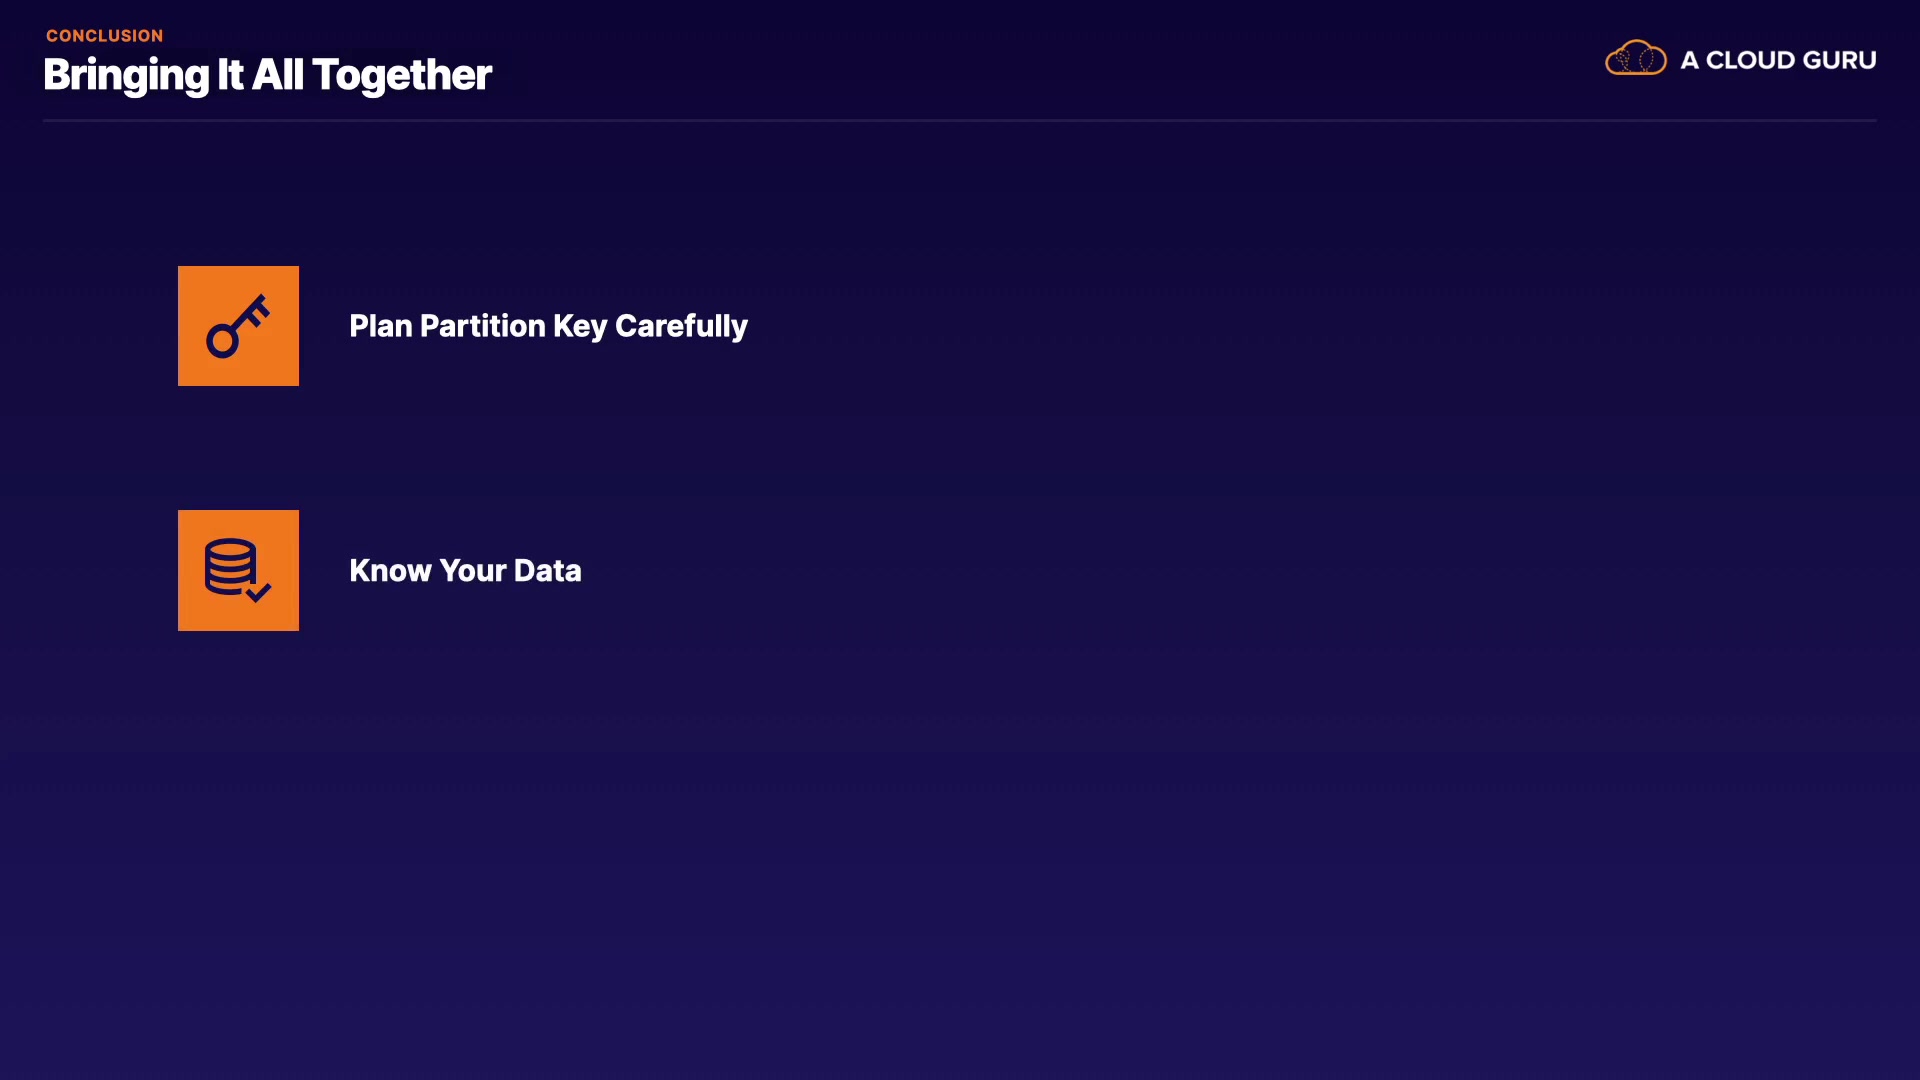 CONCLUSION
Bringing It All Together
A CLOUD GURU
Plan Partition Key Carefully
Know Your Data